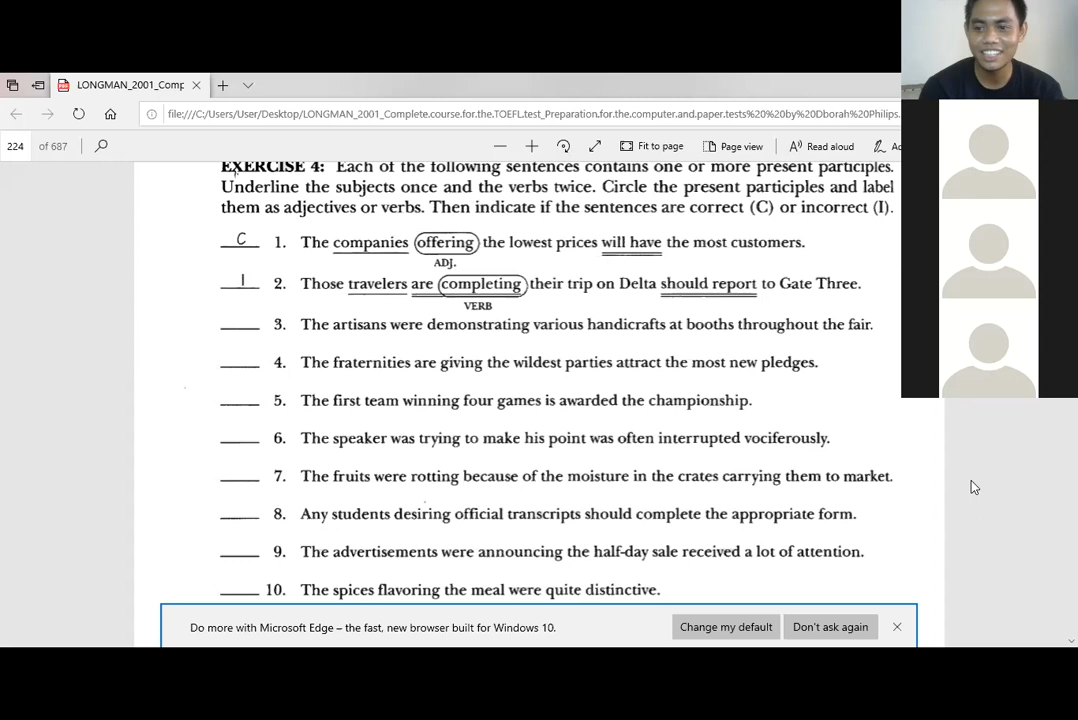 LONGMAN_2001_Comp
file:///C:/Users/User/Desktop/LONGMAN_2001_Complete.course.for.the.TOEFL.test_Preparation.for.the.computer.and.paper.tests%20%20by%20Dborah%20Philips.
224 of 687 Fit to page Page view Read aloud
EXERCISE 4: Each of the following sentences contains one or more present participles.
Underline the subjects once and the verbs twice. Circle the present participles and label
them as adjectives or verbs. Then indicate if the sentences are correct (C) or incorrect (I).
C 1. The companies offering the lowest prices will have the most customers.
ADJ.
I 2. Those travelers are completing their trip on Delta should report to Gate Three.
VERB
3. The artisans were demonstrating various handicrafts at booths throughout the fair.
4. The fraternities are giving the wildest parties attract the most new pledges.
5. The first team winning four games is awarded the championship.
6. The speaker was trying to make his point was often interrupted vociferously.
7. The fruits were rotting because of the moisture in the crates carrying them to market.
8. Any students desiring official transcripts should complete the appropriate form.
9. The advertisements were announcing the half-day sale received a lot of attention.
10. The spices flavoring the meal were quite distinctive.
Do more with Microsoft Edge – the fast, new browser built for Windows 10. Change my default Don't ask again